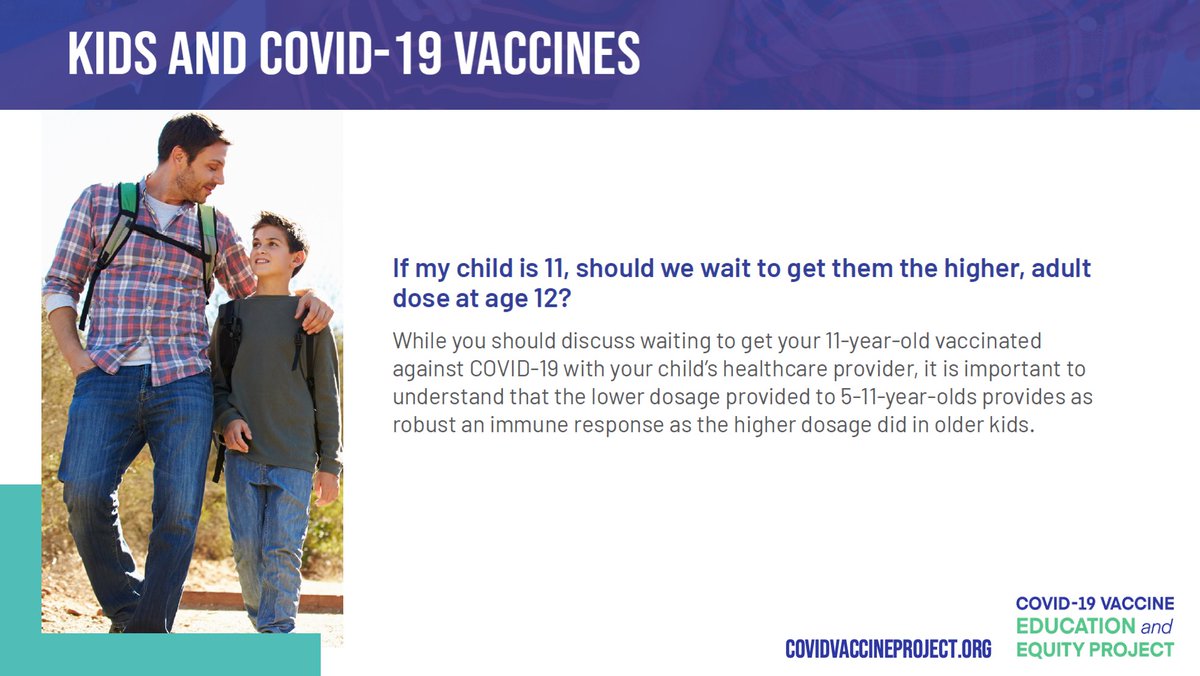 KIDS AND COVID-19 VACCINES
If my child is 11, should we wait to get them the higher, adult
dose at age 12?
While you should discuss waiting to get your 11-year-old vaccinated
against COVID-19 with your child’s healthcare provider, it is important to
understand that the lower dosage provided to 5-11-year-olds provides as
robust an immune response as the higher dosage did in older kids.
COVIDVACCINEPROJECT.ORG
COVID-19 VACCINE
EDUCATION and
EQUITY PROJECT